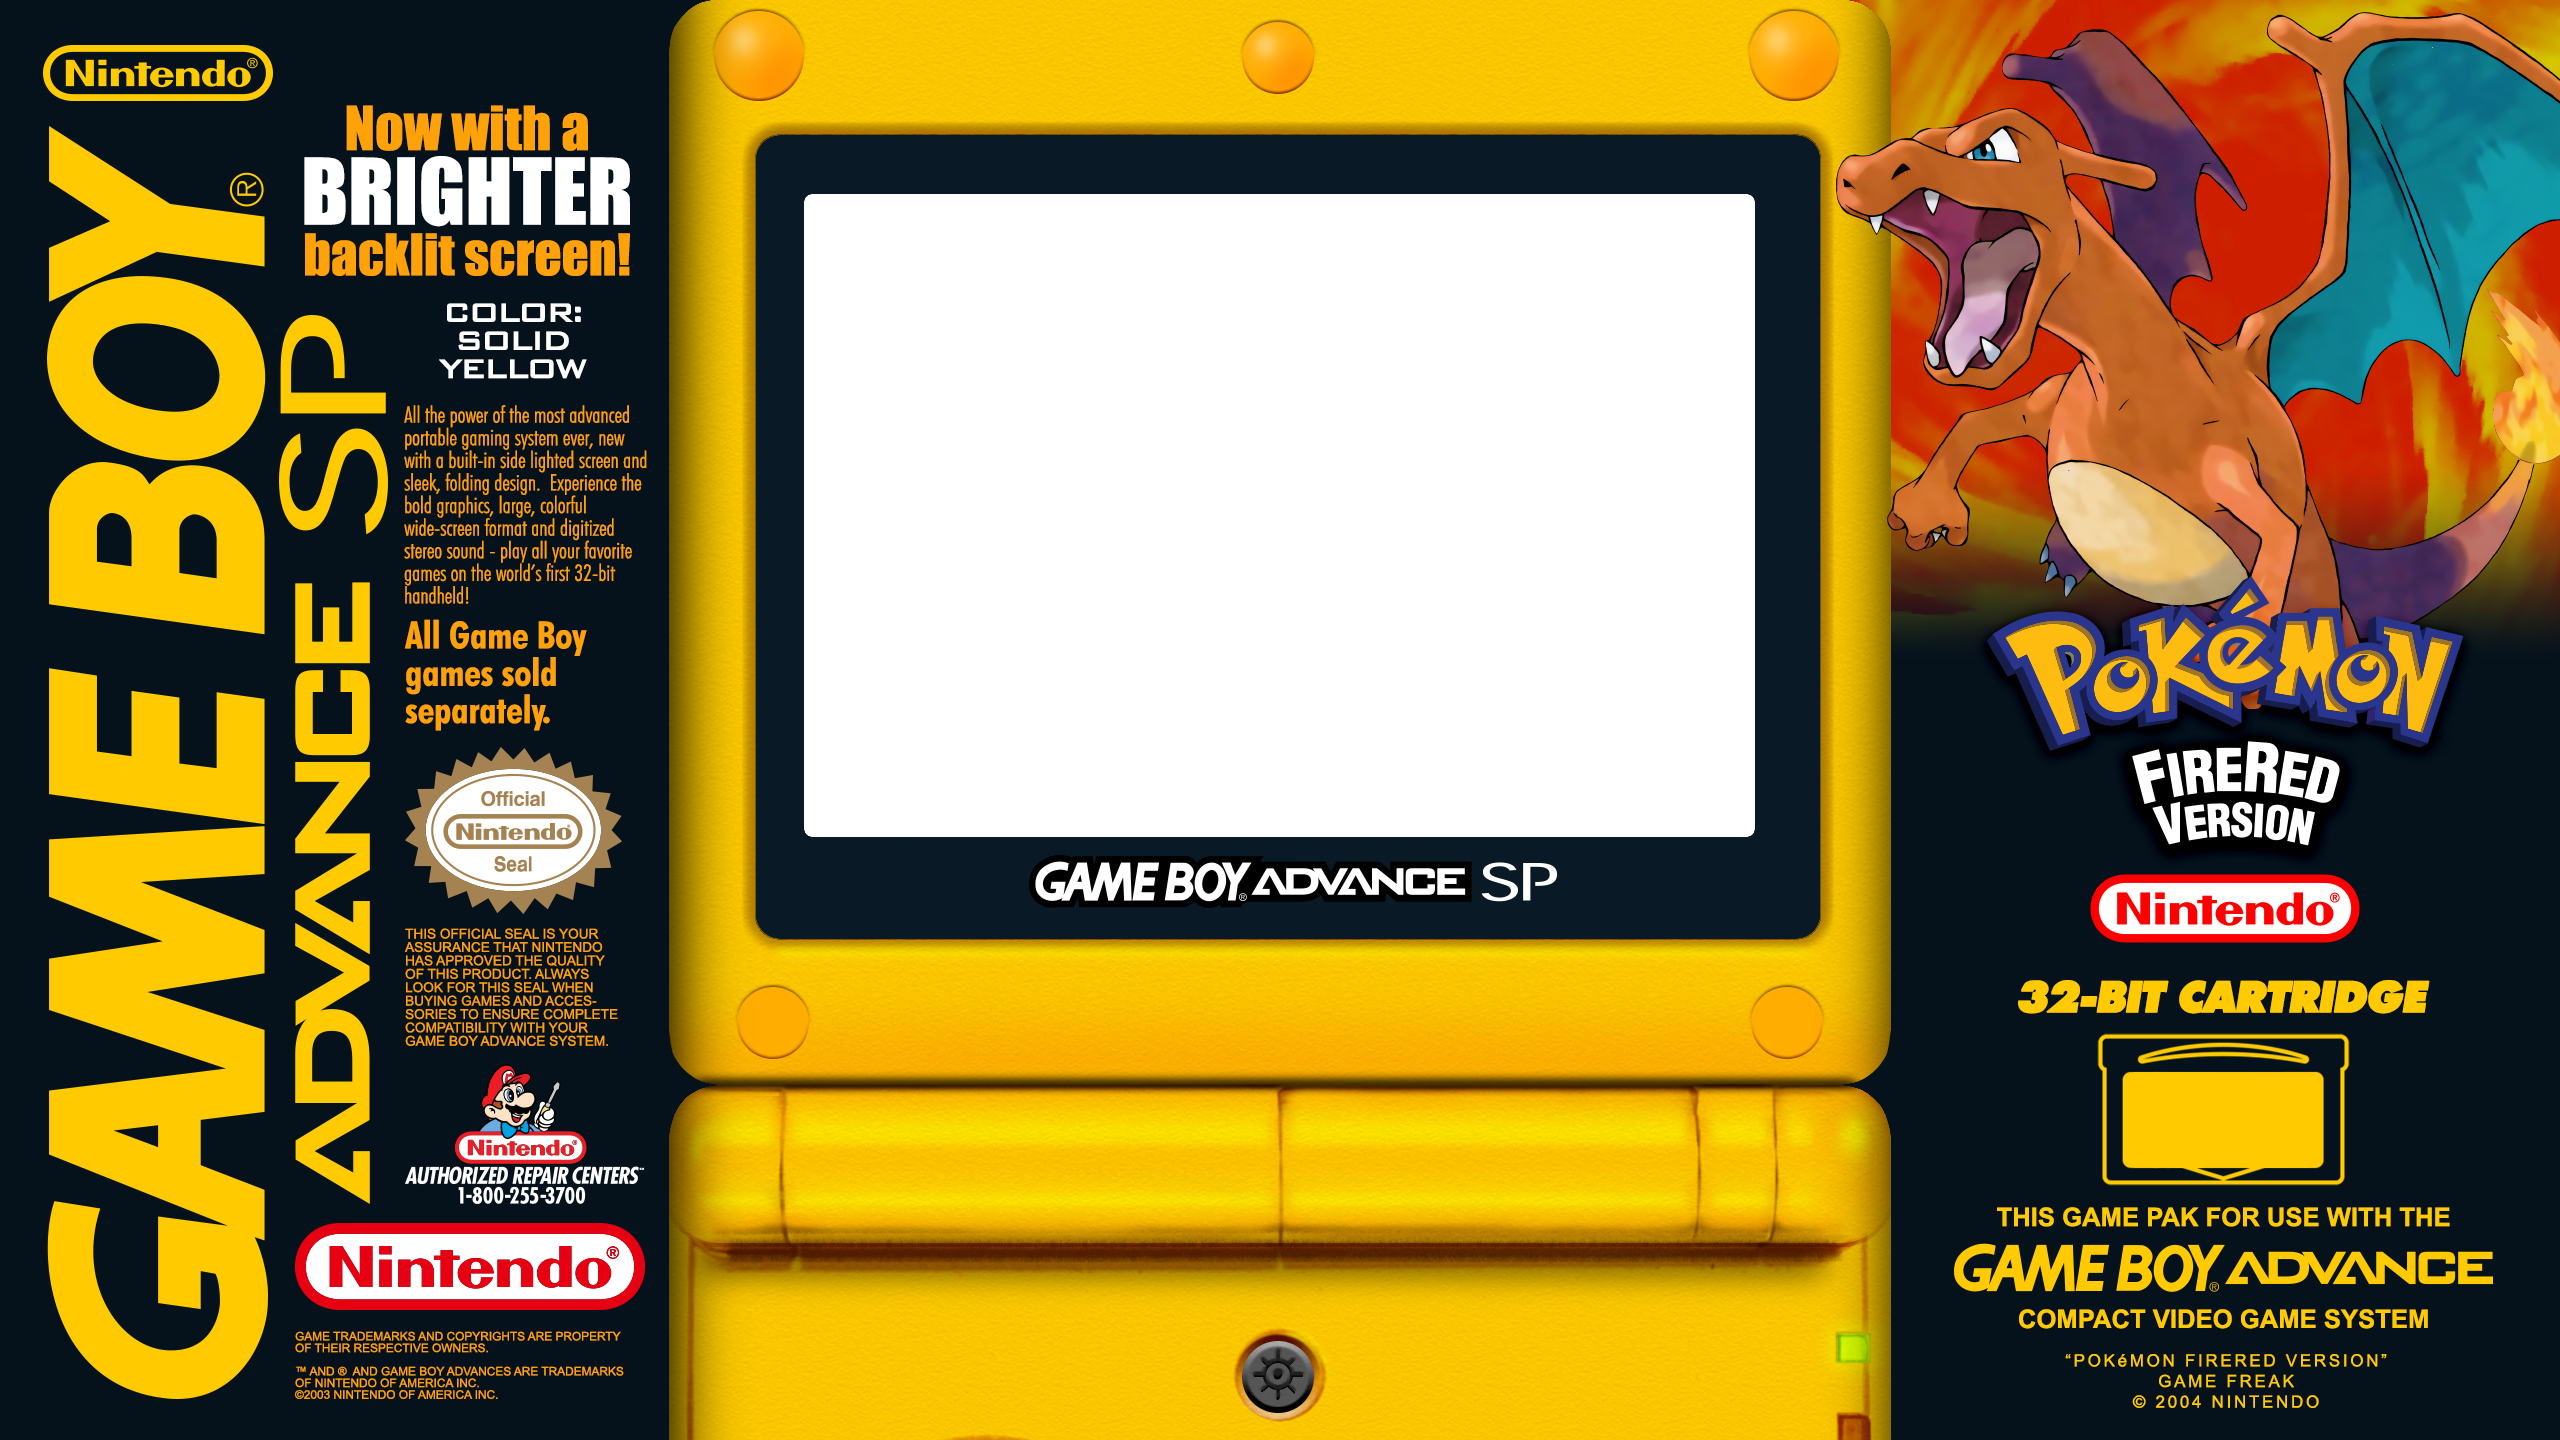 Nintendo®
GAME BOY®
ADVANCE SP
Now with a
BRIGHTER
backlit screen!
COLOR:
SOLID
YELLOW
All the power of the most advanced
portable gaming system ever, new
with a built-in side lighted screen and
sleek, folding design.  Experience the
bold graphics, large, colorful
wide-screen format and digitized
stereo sound - play all your favorite
games on the world's first 32-bit
handheld!
All Game Boy
games sold
separately.
Official
Nintendo
Seal
THIS OFFICIAL SEAL IS YOUR
ASSURANCE THAT NINTENDO
HAS APPROVED THE QUALITY
OF THIS PRODUCT. ALWAYS
LOOK FOR THIS SEAL WHEN
BUYING GAMES AND ACCES-
SORIES TO ENSURE COMPLETE
COMPATIBILITY WITH YOUR
GAME BOY ADVANCE SYSTEM.
M
Nintendo®
AUTHORIZED REPAIR CENTERS℠
1-800-255-3700
Nintendo®
GAME TRADEMARKS AND COPYRIGHTS ARE PROPERTY
OF THEIR RESPECTIVE OWNERS.
™ AND ® AND GAME BOY ADVANCES ARE TRADEMARKS
OF NINTENDO OF AMERICA INC.
©2003 NINTENDO OF AMERICA INC.
GAME BOY® ADVANCE SP
POKéMON
FIRERED
VERSION
Nintendo®
32-BIT CARTRIDGE
THIS GAME PAK FOR USE WITH THE
GAME BOY® ADVANCE
COMPACT VIDEO GAME SYSTEM
“POKéMON FIRERED VERSION”
GAME FREAK
© 2004 NINTENDO